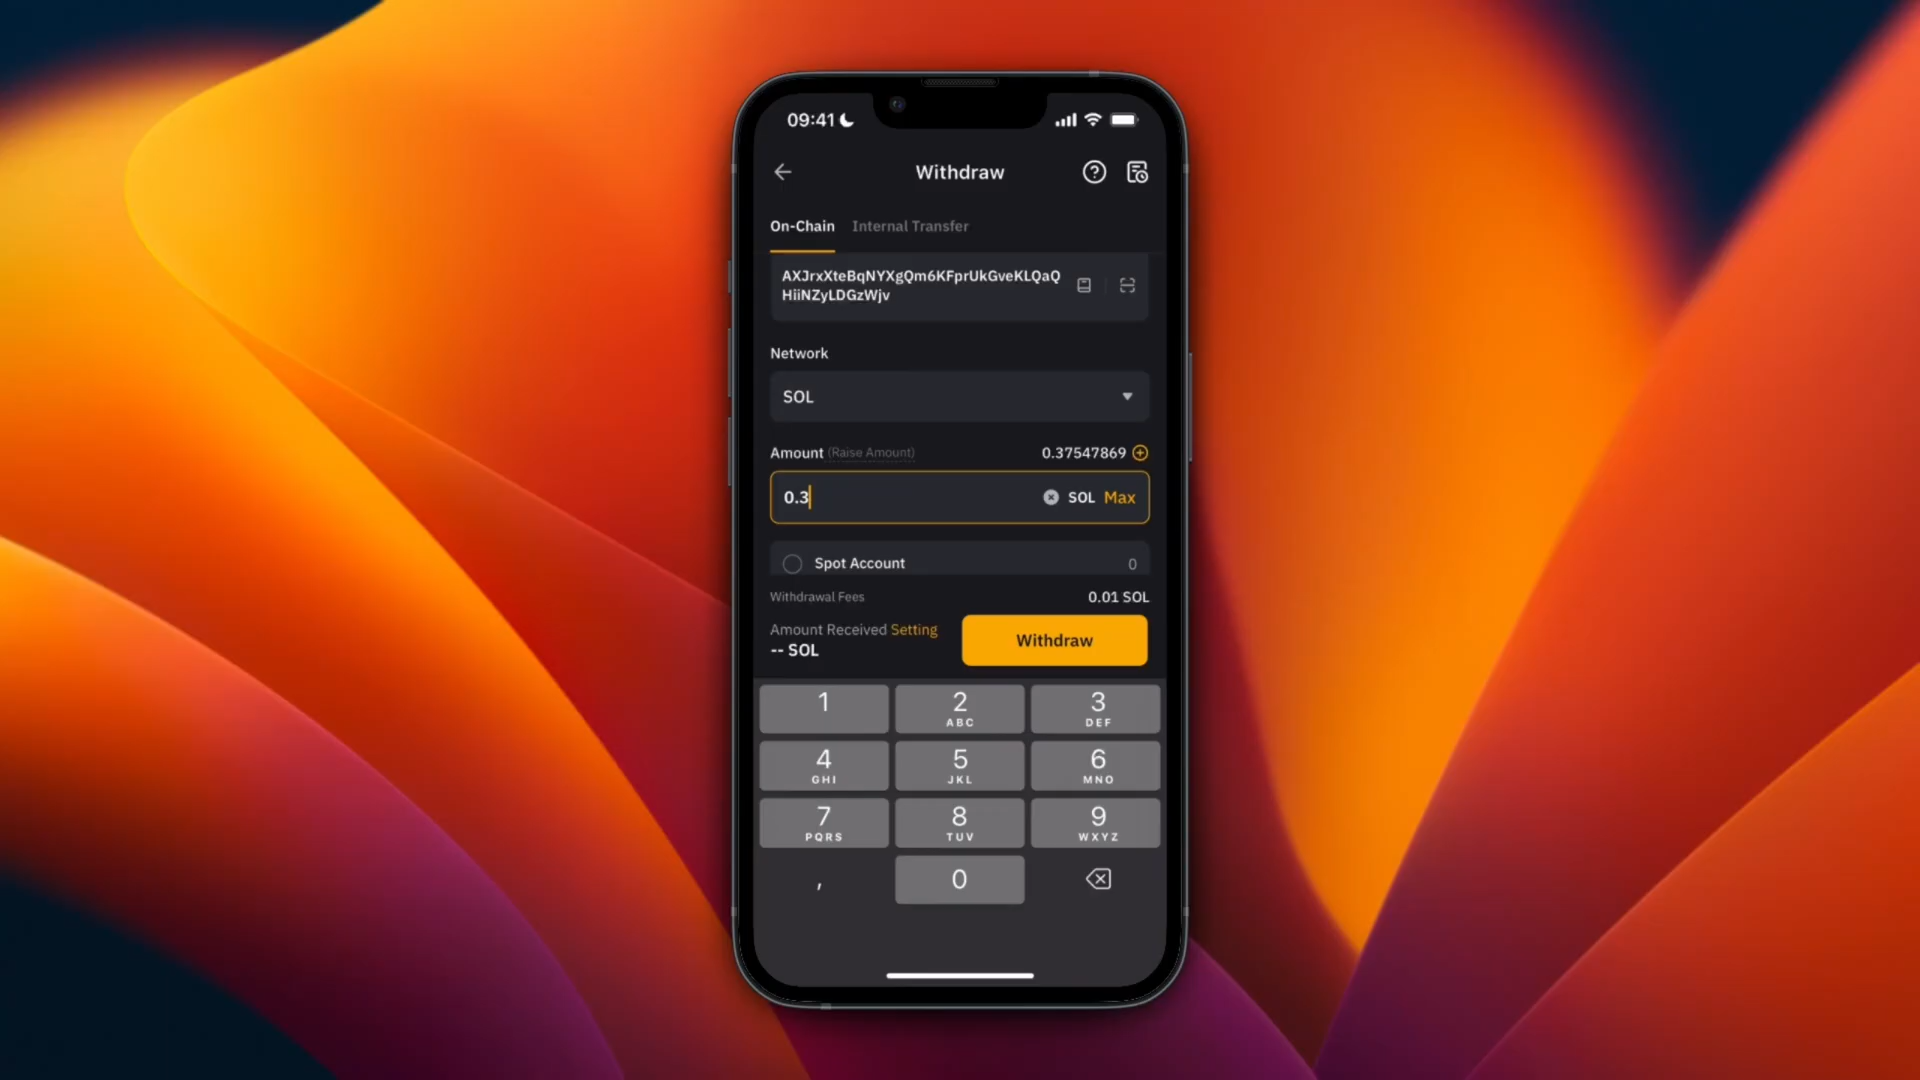 09:41
Withdraw
On-Chain Internal Transfer
AXJrxXteBqNYXgQm6KFprUkGveKLQaQ
HiiNZyLDGzWjv
Network
SOL
Amount (Raise Amount) 0.37547869
0.3 SOL Max
Spot Account 0
Withdrawal Fees 0.01 SOL
Amount Received Setting
-- SOL
Withdraw
1 2 3
ABC DEF
4 5 6
GHI JKL MNO
7 8 9
PQRS TUV WXYZ
, 0